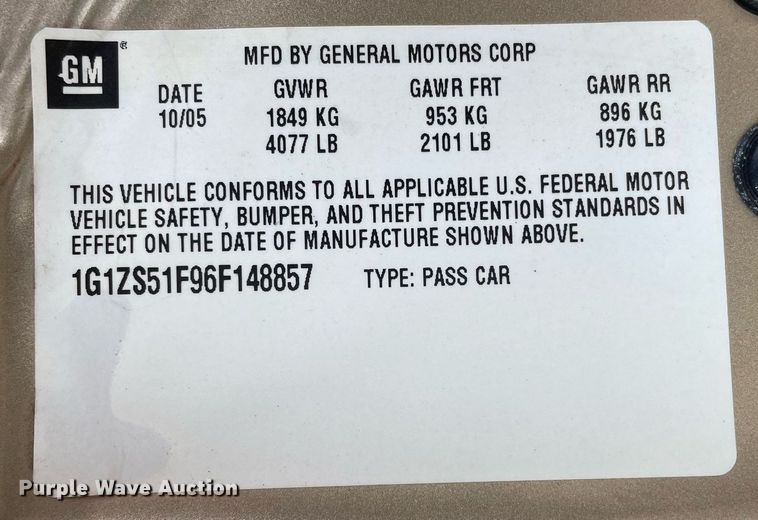 GM®
MFD BY GENERAL MOTORS CORP
DATE GVWR GAWR FRT GAWR RR
10/05 1849 KG 953 KG 896 KG
4077 LB 2101 LB 1976 LB
THIS VEHICLE CONFORMS TO ALL APPLICABLE U.S. FEDERAL MOTOR
VEHICLE SAFETY, BUMPER, AND THEFT PREVENTION STANDARDS IN
EFFECT ON THE DATE OF MANUFACTURE SHOWN ABOVE.
1G1ZS51F96F148857 TYPE: PASS CAR
Purple Wave Auction